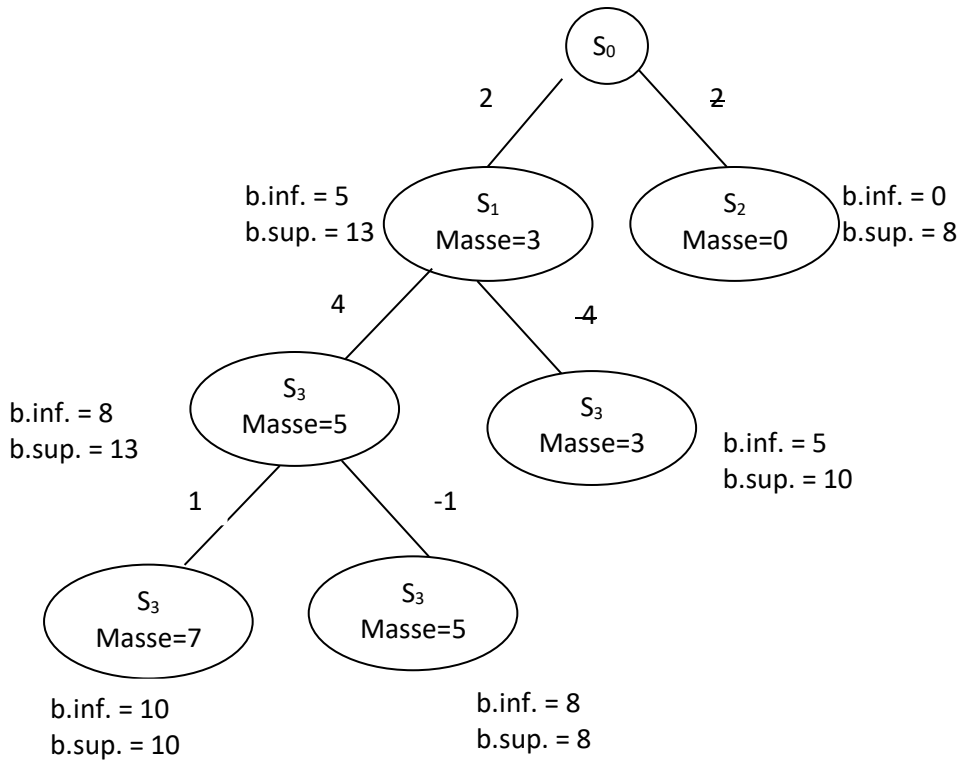 S₀
2
2
b.inf. = 5
b.sup. = 13
S₁
Masse=3
S₂
Masse=0
b.inf. = 0
b.sup. = 8
4
-4
b.inf. = 8
b.sup. = 13
S₃
Masse=5
S₃
Masse=3
b.inf. = 5
b.sup. = 10
1
-1
S₃
Masse=7
S₃
Masse=5
b.inf. = 10
b.sup. = 10
b.inf. = 8
b.sup. = 8